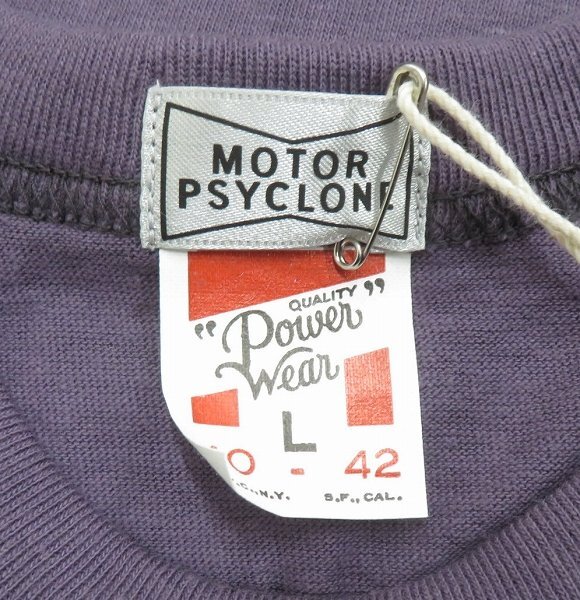 MOTOR
PSYCLONE
QUALITY
"Power
Wear"
L
0 - 42
C., N.Y. S.F., CAL.